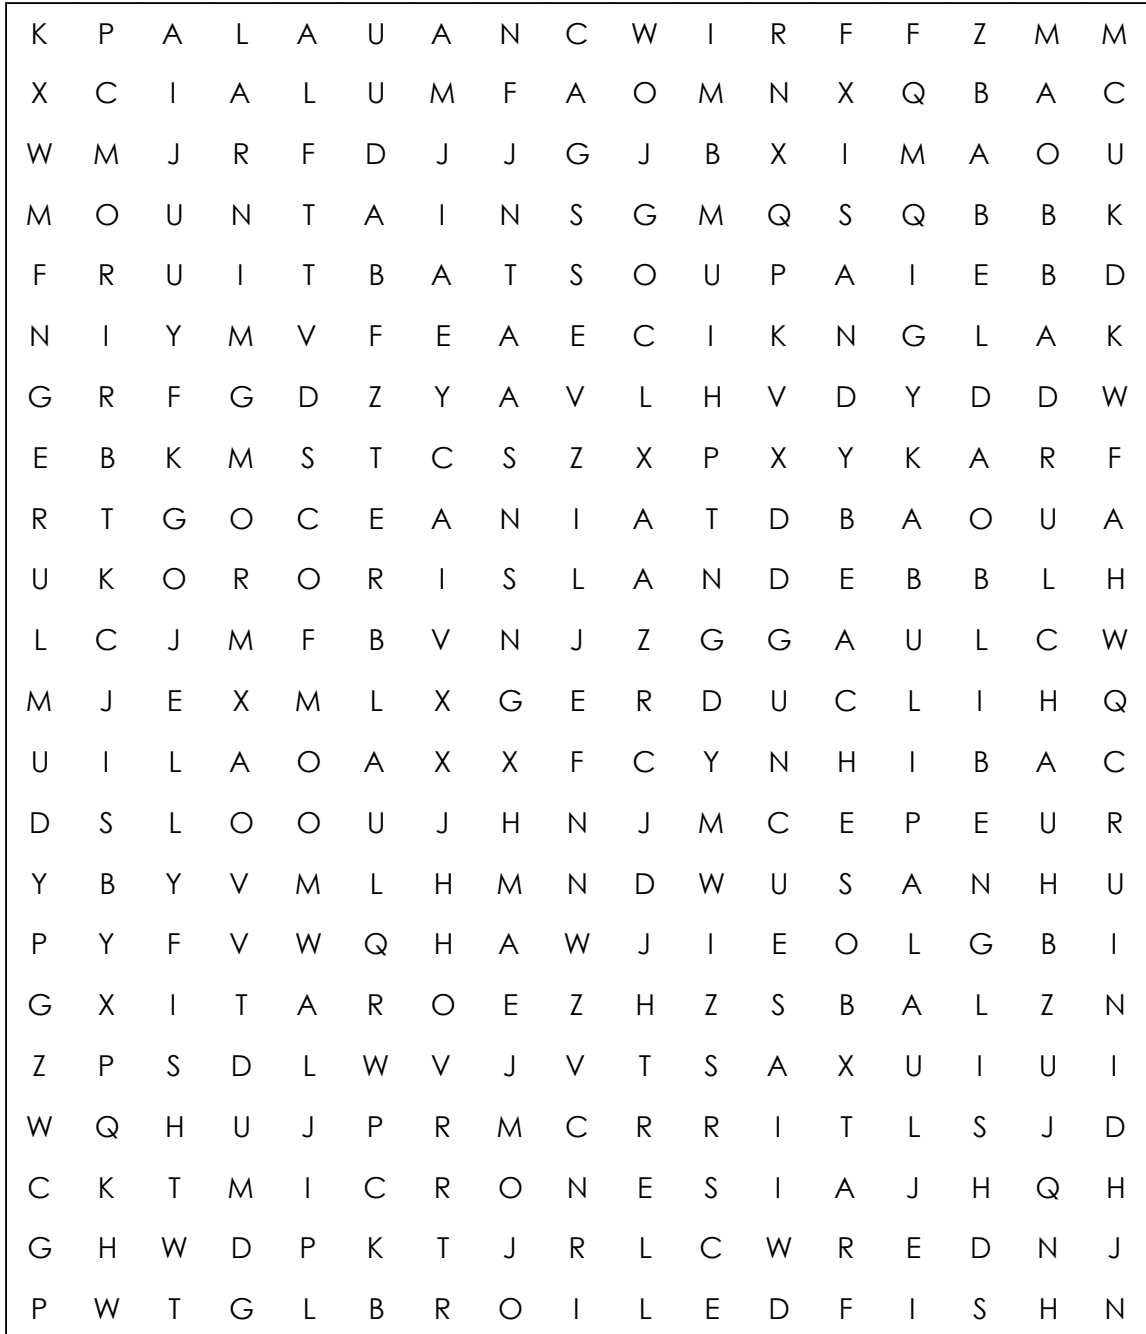 K P A L A U A N C W I R F F Z M M
X C I A L U M F A O M N X Q B A C
W M J R F D J J G J B X I M A O U
M O U N T A I N S G M Q S Q B B K
F R U I T B A T S O U P A I E B D
N I Y M V F E A E C I K N G L A K
G R F G D Z Y A V L H V D Y D D W
E B K M S T C S Z X P X Y K A R F
R T G O C E A N I A T D B A O U A
U K O R O R I S L A N D E B B L H
L C J M F B V N J Z G G A U L C W
M J E X M L X G E R D U C L I H Q
U I L A O A X X F C Y N H I B A C
D S L O O U J H N J M C E P E U R
Y B Y V M L H M N D W U S A N H U
P Y F V W Q H A W J I E O L G B I
G X I T A R O E Z H Z S B A L Z N
Z P S D L W V J V T S A X U I U I
W Q H U J P R M C R R I T L S J D
C K T M I C R O N E S I A J H Q H
G H W D P K T J R L C W R E D N J
P W T G L B R O I L E D F I S H N